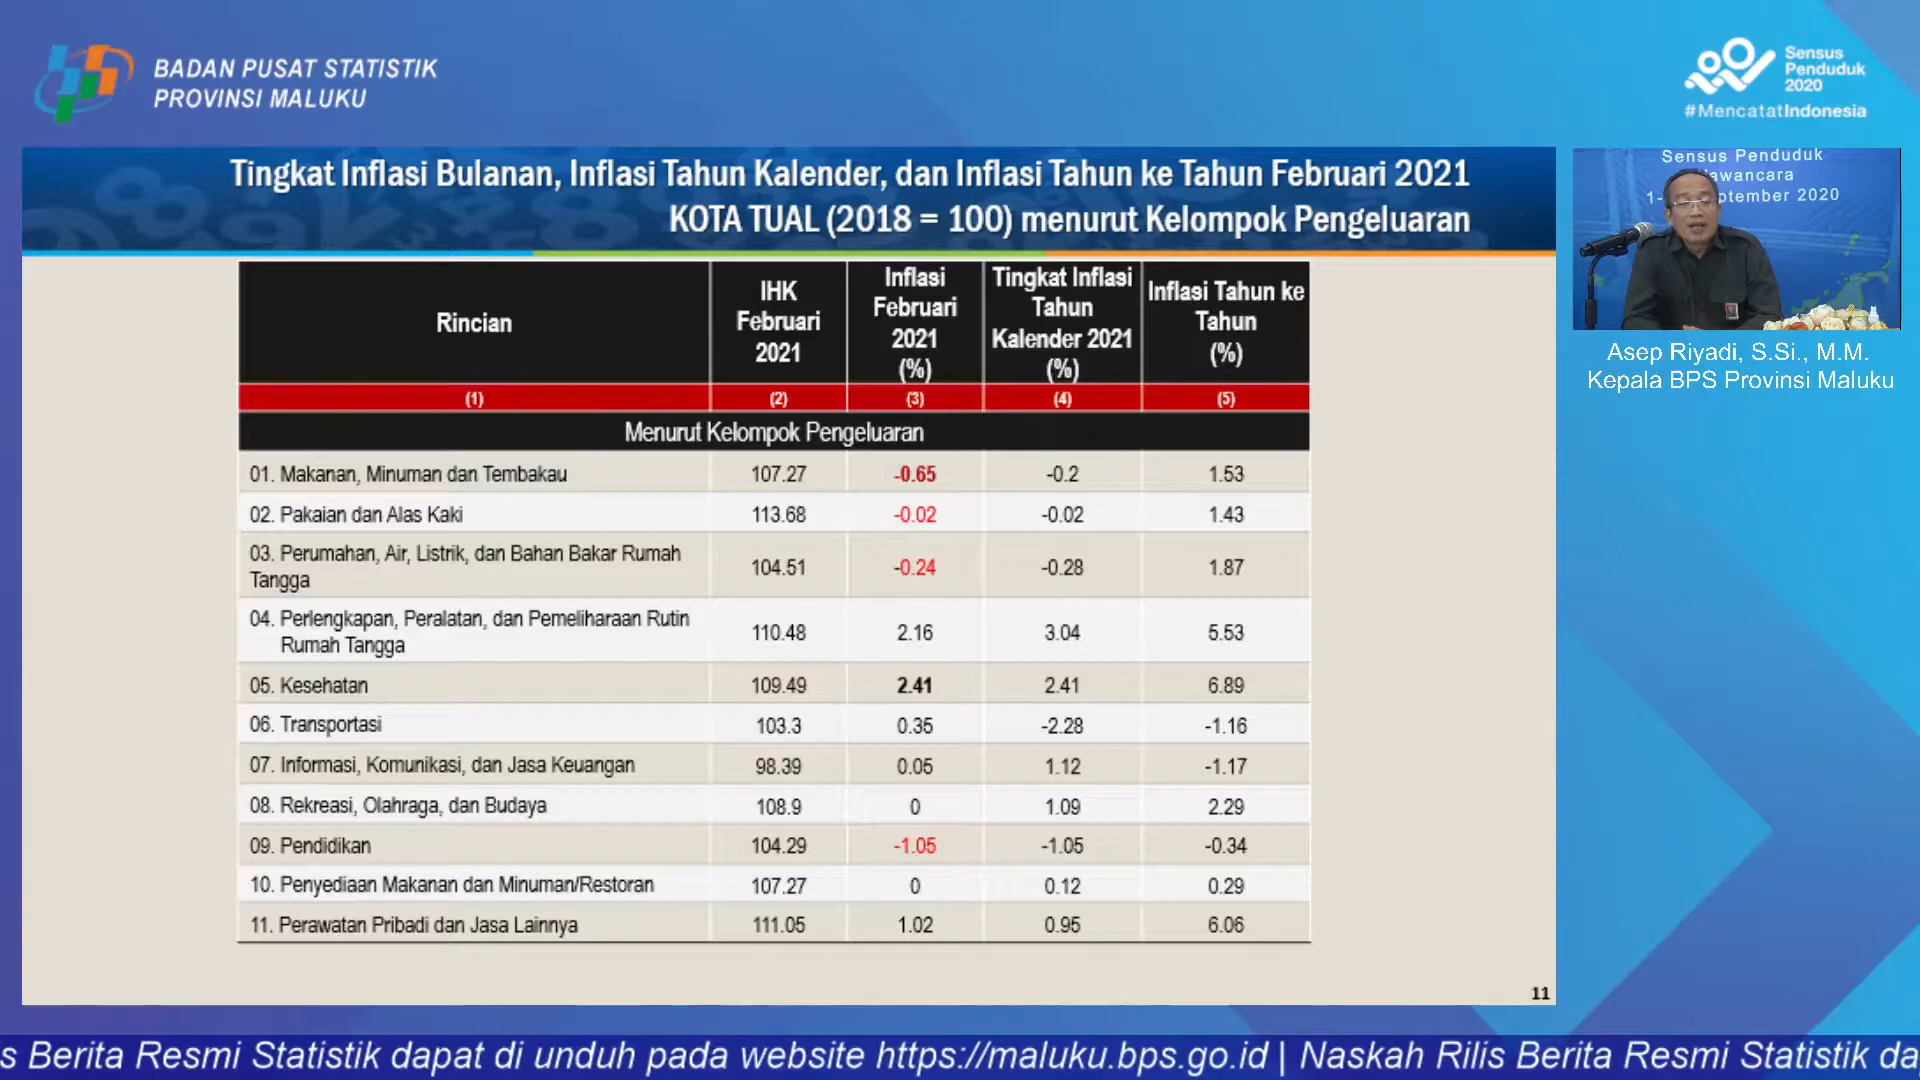 BADAN PUSAT STATISTIK
PROVINSI MALUKU
Sensus
Penduduk
2020
#MencatatIndonesia
Tingkat Inflasi Bulanan, Inflasi Tahun Kalender, dan Inflasi Tahun ke Tahun Februari 2021
KOTA TUAL (2018 = 100) menurut Kelompok Pengeluaran
Rincian
IHK
Februari
2021
Inflasi
Februari
2021
(%)
Tingkat Inflasi
Tahun
Kalender 2021
(%)
Inflasi Tahun ke
Tahun
(%)
(1) (2) (3) (4) (5)
Menurut Kelompok Pengeluaran
01. Makanan, Minuman dan Tembakau 107.27 -0.65 -0.2 1.53
02. Pakaian dan Alas Kaki 113.68 -0.02 -0.02 1.43
03. Perumahan, Air, Listrik, dan Bahan Bakar Rumah
Tangga 104.51 -0.24 -0.28 1.87
04. Perlengkapan, Peralatan, dan Pemeliharaan Rutin
Rumah Tangga 110.48 2.16 3.04 5.53
05. Kesehatan 109.49 2.41 2.41 6.89
06. Transportasi 103.3 0.35 -2.28 -1.16
07. Informasi, Komunikasi, dan Jasa Keuangan 98.39 0.05 1.12 -1.17
08. Rekreasi, Olahraga, dan Budaya 108.9 0 1.09 2.29
09. Pendidikan 104.29 -1.05 -1.05 -0.34
10. Penyediaan Makanan dan Minuman/Restoran 107.27 0 0.12 0.29
11. Perawatan Pribadi dan Jasa Lainnya 111.05 1.02 0.95 6.06
11
Sensus Penduduk
2020
Asep Riyadi, S.Si., M.M.
Kepala BPS Provinsi Maluku
s Berita Resmi Statistik dapat di unduh pada website https://maluku.bps.go.id | Naskah Rilis Berita Resmi Statistik da